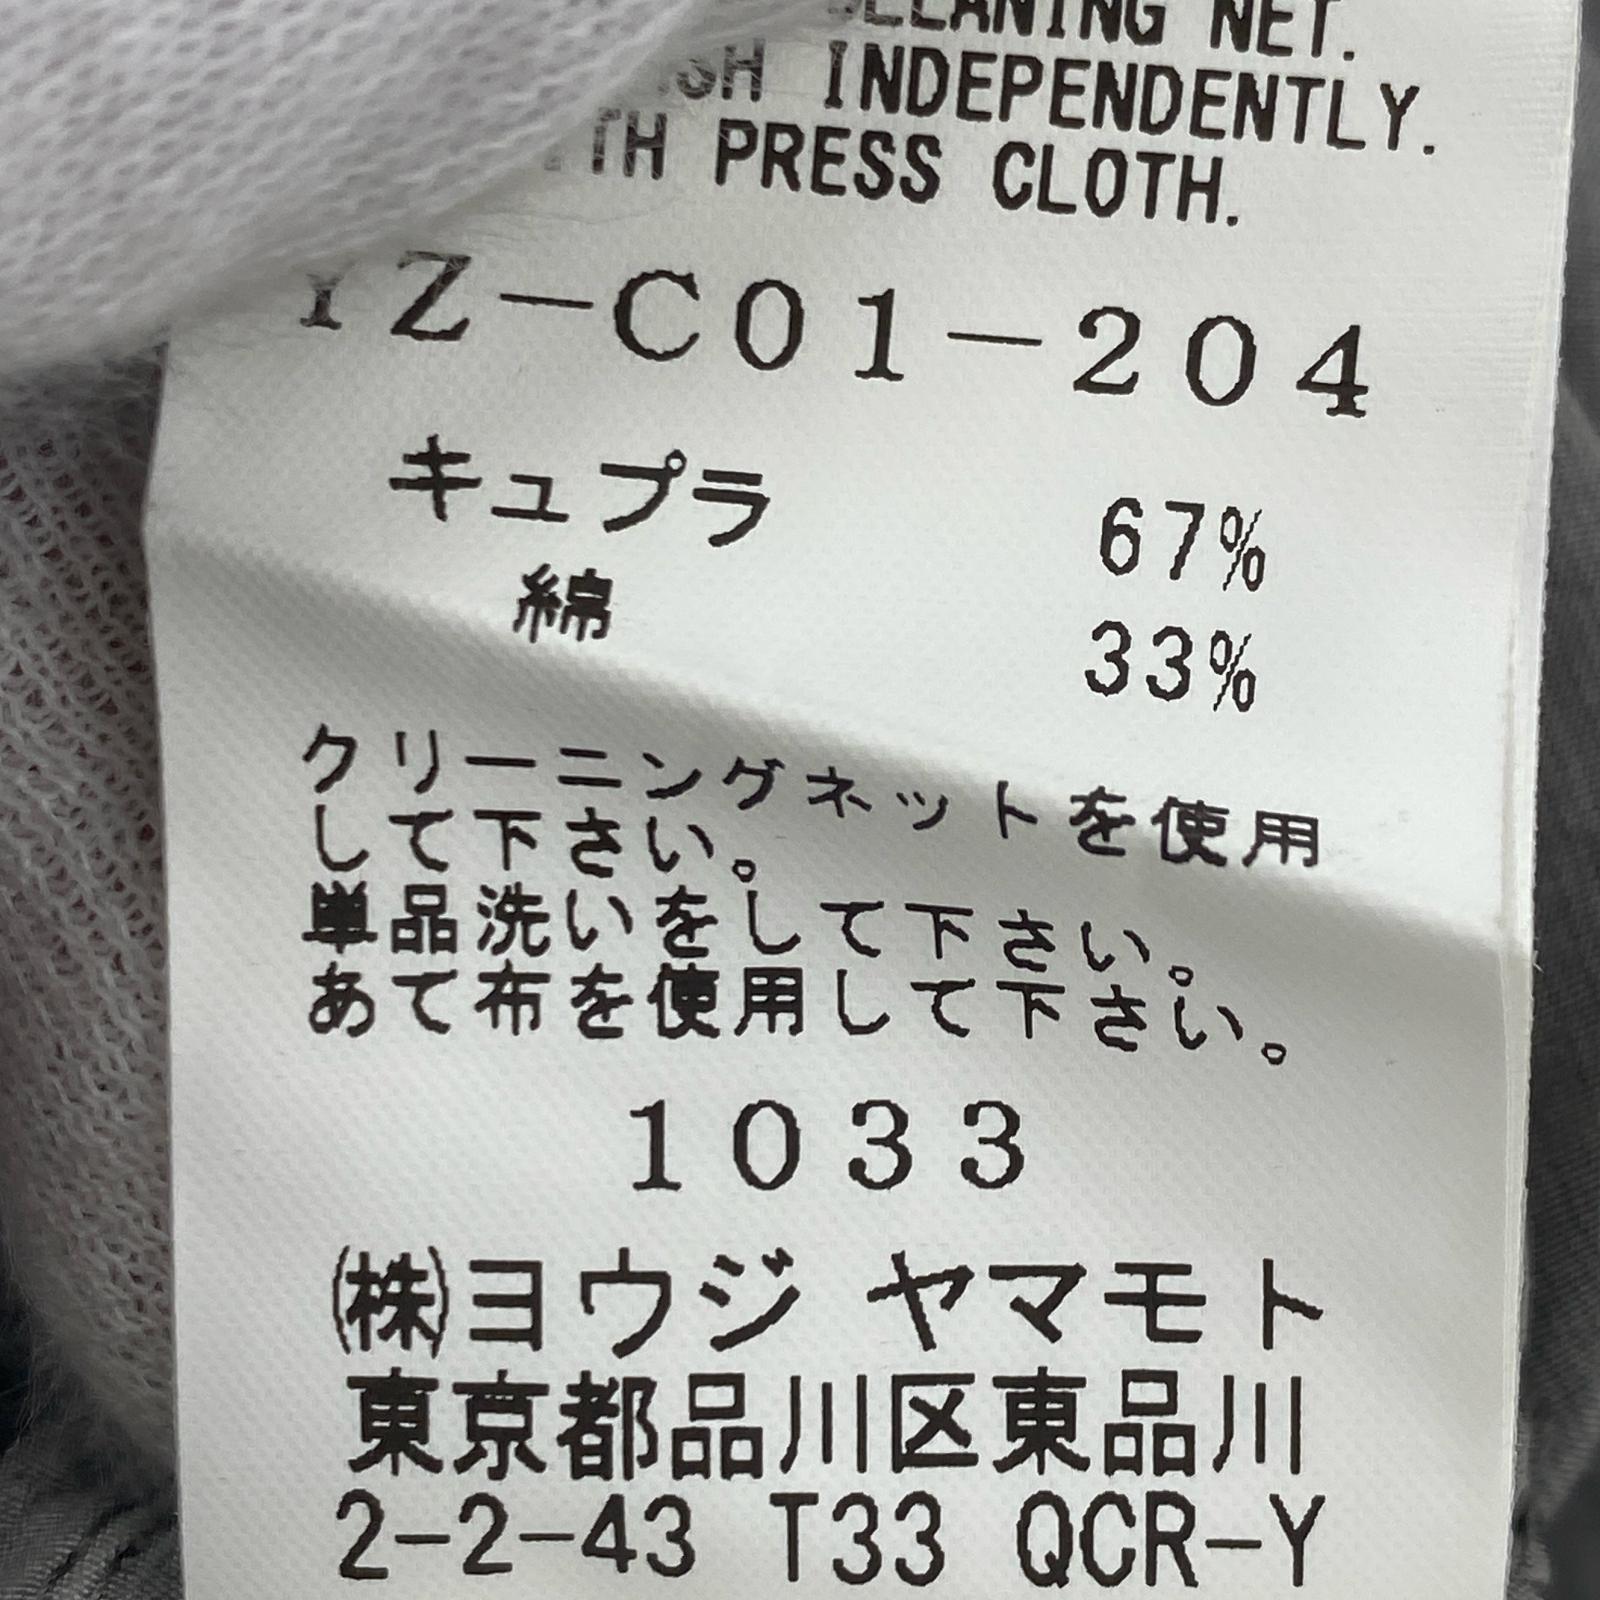 CLEANING NET.
INDEPENDENTLY.
PRESS CLOTH.
YZ-C01-204
キュプラ 67%
綿 33%
クリーニングネットを使用
して下さい。
単品洗いをして下さい。
あて布を使用して下さい。
1033
㈱ヨウジ ヤマモト
東京都品川区東品川
2-2-43 T33 QCR-Y